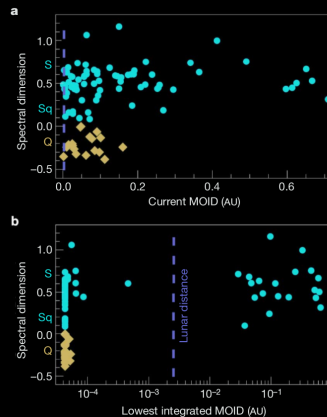 a
1.0
S
0.5
Sq
0.0
Q
−0.5
Spectral dimension
0.0
0.2
0.4
0.6
Current MOID (AU)
b
1.0
S
0.5
Sq
0.0
Q
−0.5
Spectral dimension
Lunar distance
10−4
10−3
10−2
10−1
Lowest integrated MOID (AU)